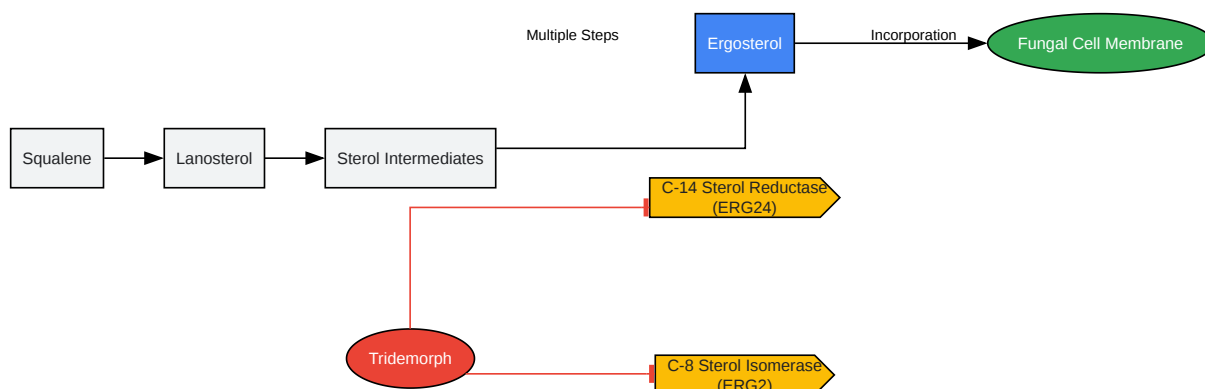 Multiple Steps
Ergosterol
Incorporation
Fungal Cell Membrane
Squalene
Lanosterol
Sterol Intermediates
C-14 Sterol Reductase
(ERG24)
Tridemorph
C-8 Sterol Isomerase
(ERG2)